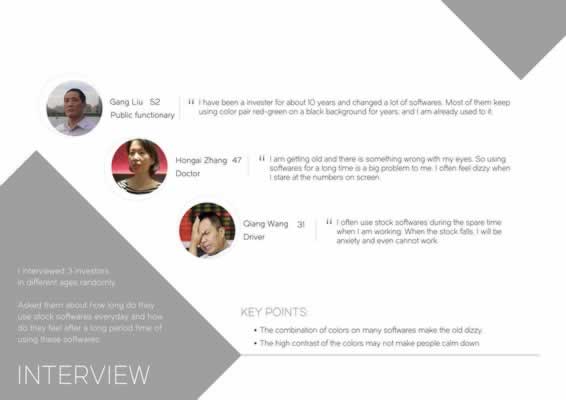 Gang Liu 52
Public functionary
“ I have been a invester for about 10 years and changed a lot of softwares. Most of them keep
using color pair red-green on a black background for years, and I am already used to it.
Hongai Zhang 47
Doctor
“ I am getting old and there is something wrong with my eyes. So using
softwares for a long time is a big problem to me. I often feel dizzy when
I stare at the numbers on screen.
Qiang Wang 31
Driver
“ I often use stock softwares during the spare time
when I am working. When the stock falls, I will be
anxiety and even cannot work.
I interviewed 3 investors
in different ages randomly.
Asked them about how long do they
use stock softwares everyday and how
do they feel after a long period time of
using these softwares.
INTERVIEW
KEY POINTS:
• The combination of colors on many softwares make the old dizzy.
• The high contrast of the colors may not make people calm down.